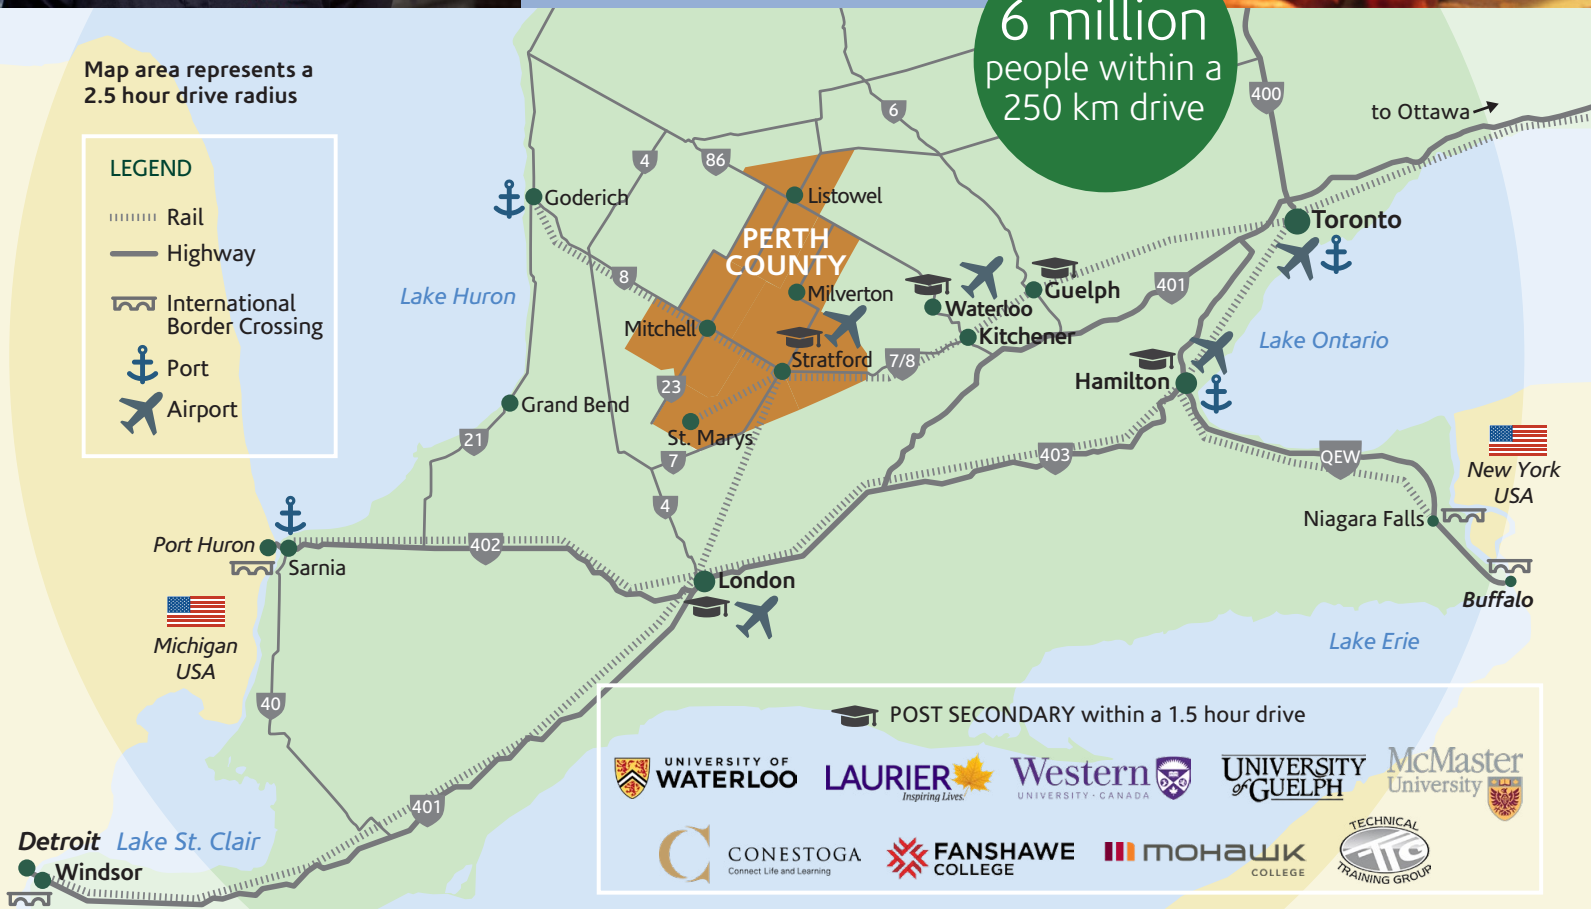 6 million
people within a
250 km drive
Map area represents a
2.5 hour drive radius
LEGEND
Rail
Highway
International
Border Crossing
Port
Airport
400
to Ottawa
6
4
86
Goderich
Listowel
Toronto
PERTH
COUNTY
8
Lake Huron
Milverton
Waterloo
Guelph
401
Mitchell
Kitchener
Lake Ontario
Stratford
7/8
Hamilton
23
Grand Bend
St. Marys
21
7
403
QEW
New York
USA
4
Niagara Falls
Port Huron
Sarnia
402
London
Buffalo
Michigan
USA
Lake Erie
40
401
Detroit
Lake St. Clair
Windsor
POST SECONDARY within a 1.5 hour drive
UNIVERSITY OF
WATERLOO
LAURIER
Inspiring Lives.
Western
UNIVERSITY · CANADA
UNIVERSITY
of GUELPH
McMaster
University
CONESTOGA
Connect Life and Learning
FANSHAWE
COLLEGE
mohawk
COLLEGE
TECHNICAL
TTG
TRAINING GROUP